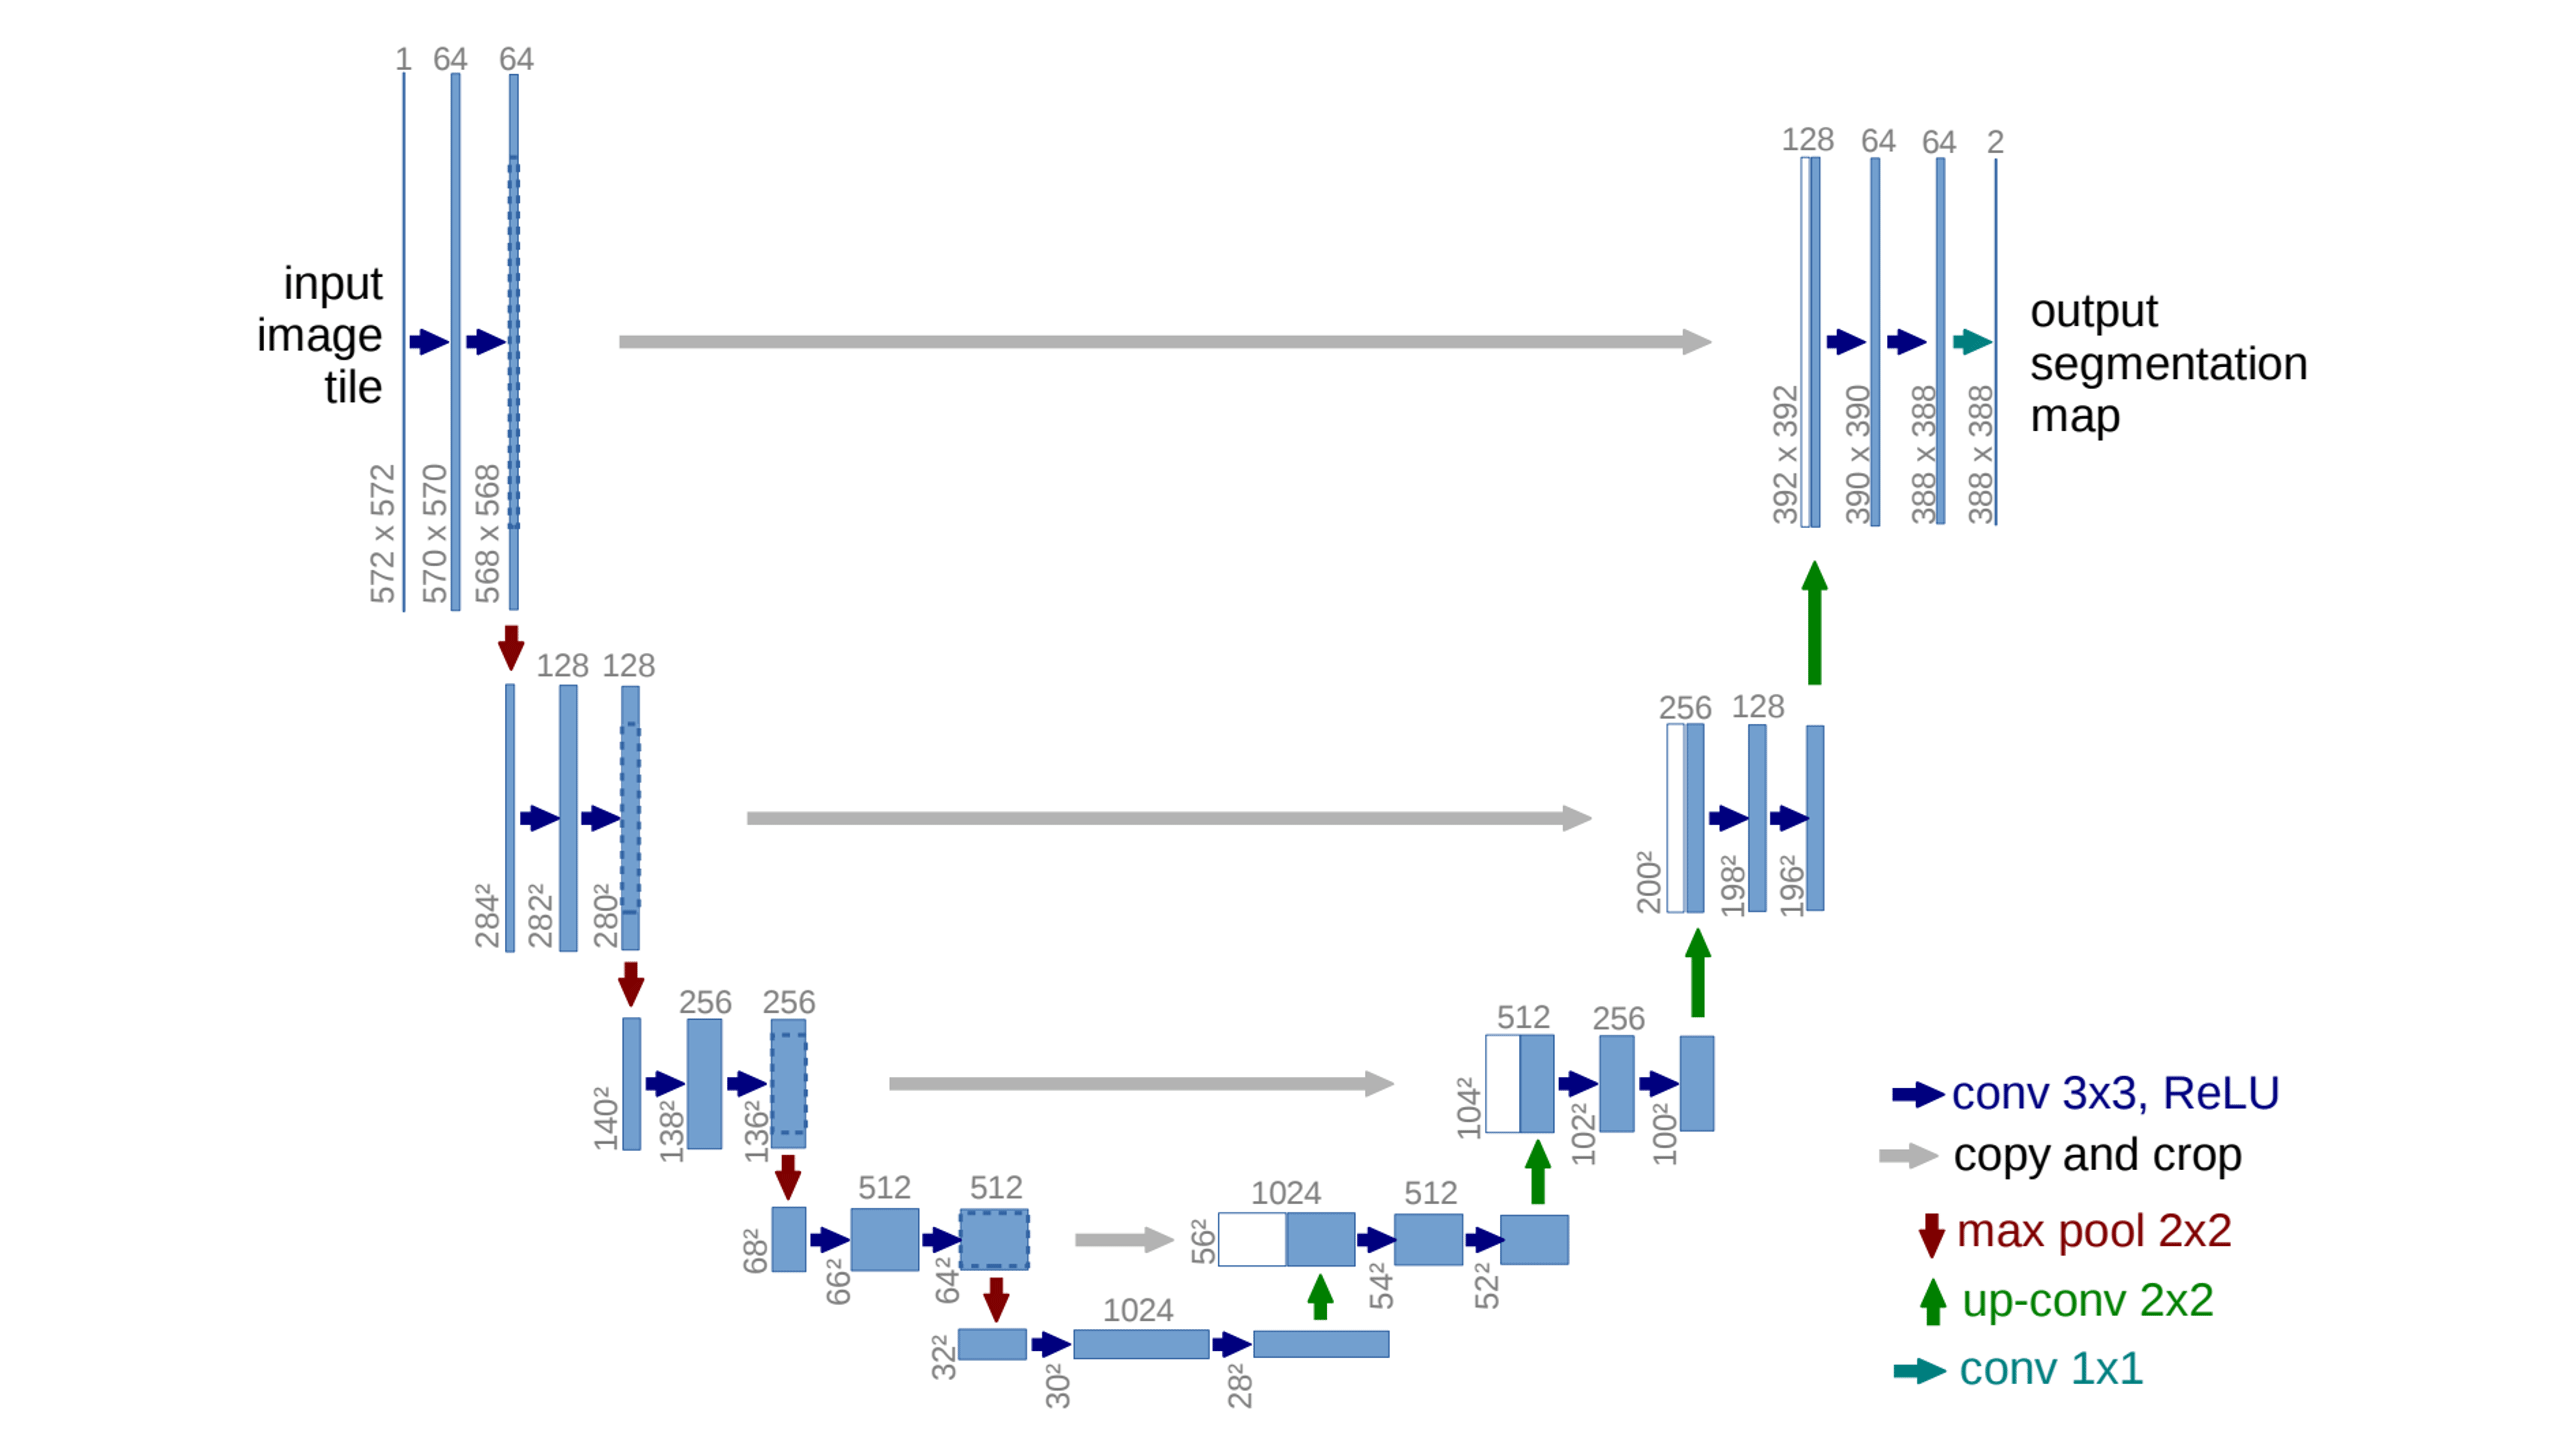 1 64 64
input
image
tile
572 x 572
570 x 570
568 x 568
128 64 64 2
output
segmentation
map
392 x 392
390 x 390
388 x 388
388 x 388
128 128
284²
282²
280²
256 128
200²
198²
196²
256 256
140²
138²
136²
512 256
104²
102²
100²
512 512
68²
66²
64²
1024 512
56²
54²
52²
1024
32²
30²
28²
conv 3x3, ReLU
copy and crop
max pool 2x2
up-conv 2x2
conv 1x1